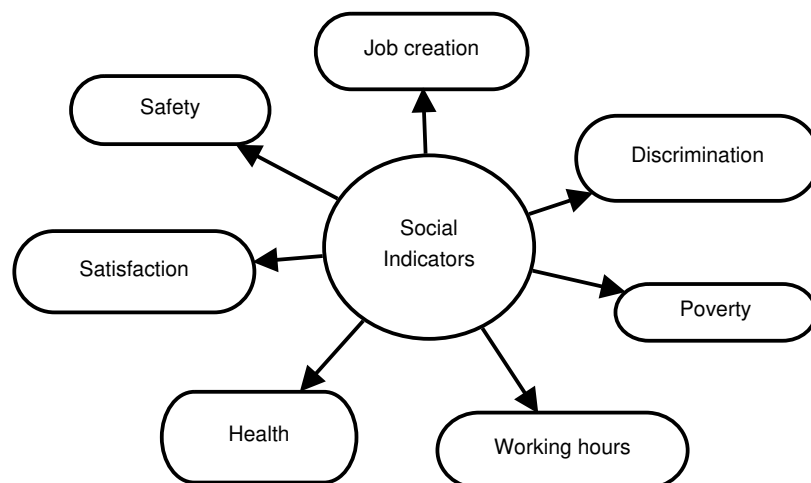 Job creation
Safety
Discrimination
Social
Indicators
Satisfaction
Poverty
Health
Working hours